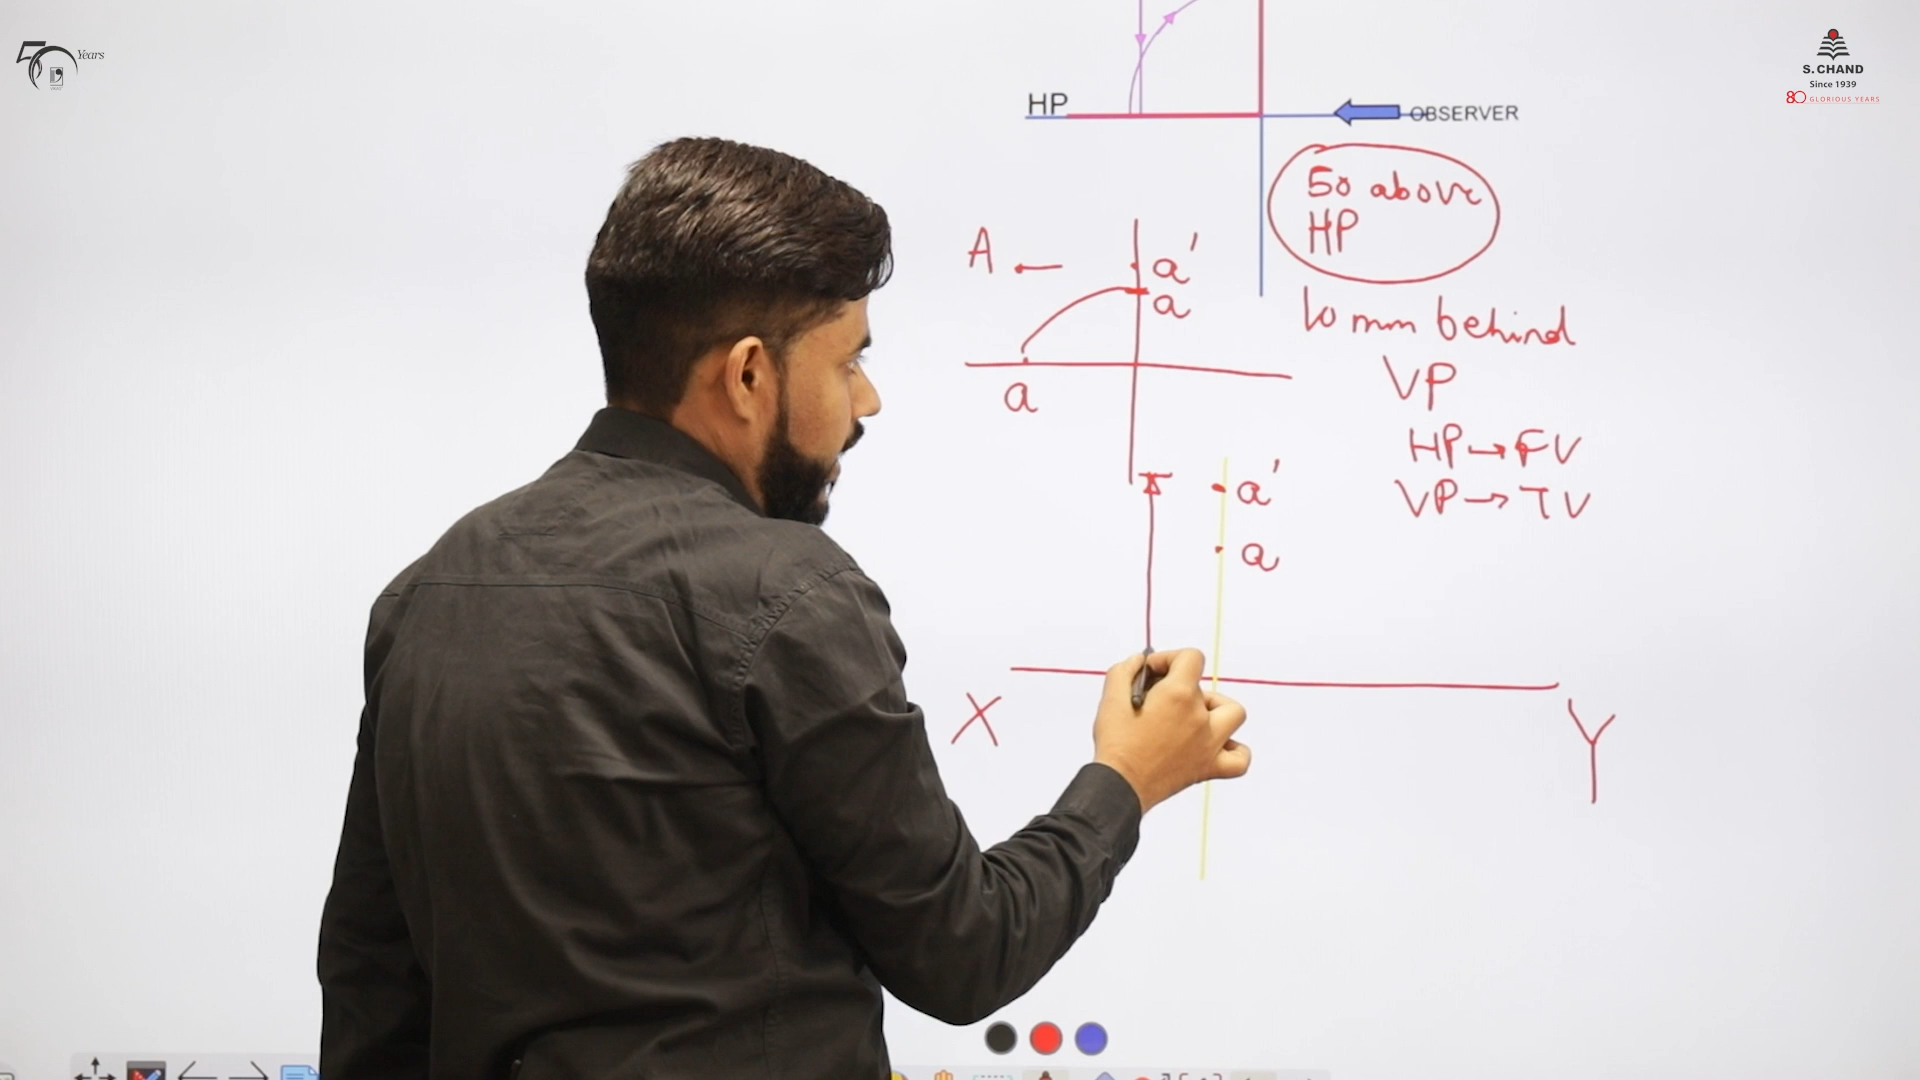 50 Years
S. CHAND
Since 1939
80 GLORIOUS YEARS
HP
OBSERVER
50 above
HP
A
a'
a
a
10 mm behind
VP
HP → FV
VP → TV
a'
a
X
Y